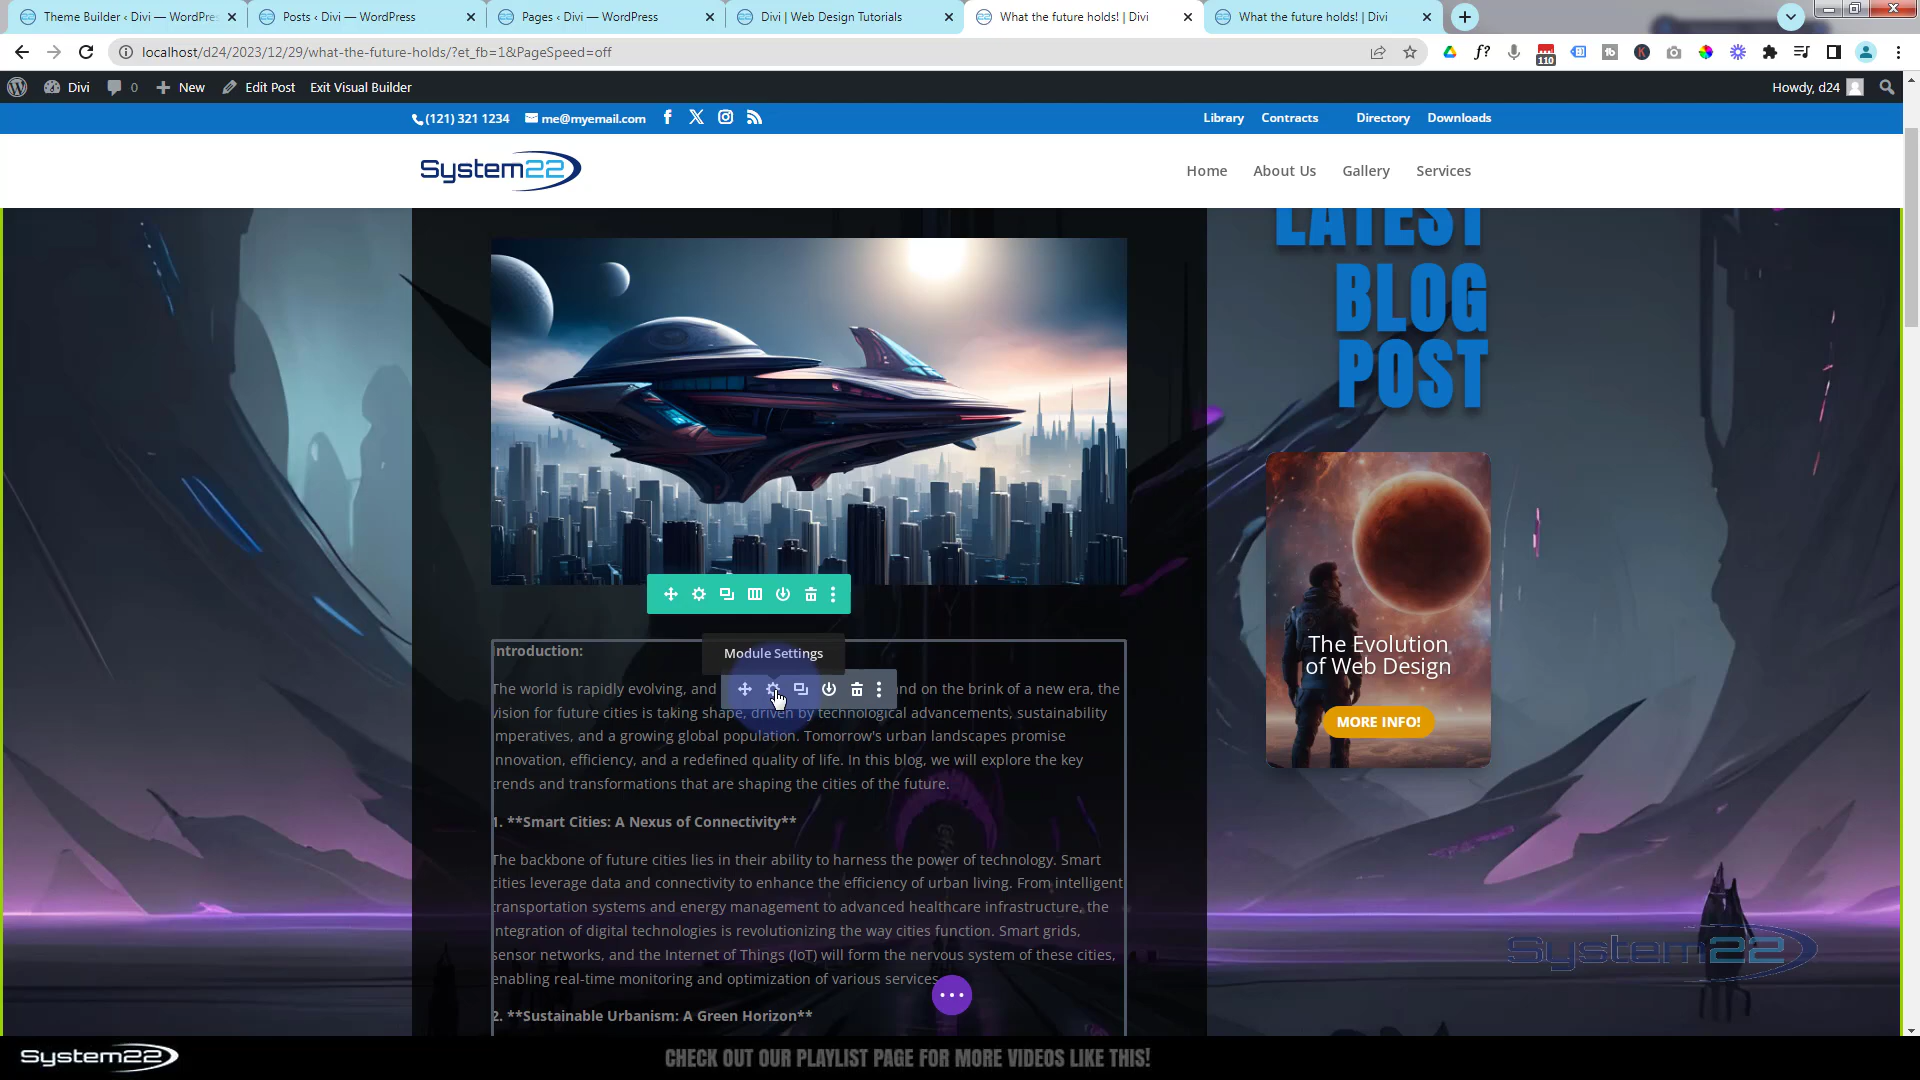 Theme Builder ‹ Divi — WordPre
Posts ‹ Divi — WordPress
Pages ‹ Divi — WordPress
Divi | Web Design Tutorials
What the future holds! | Divi
What the future holds! | Divi
localhost/d24/2023/12/29/what-the-future-holds/?et_fb=1&PageSpeed=off
f?
110
Divi
0
New
Edit Post
Exit Visual Builder
Howdy, d24
(121) 321 1234
me@myemail.com
Library
Contracts
Directory
Downloads
System22
Home
About Us
Gallery
Services
LATEST
BLOG
POST
Introduction:
Module Settings
The world is rapidly evolving, and
and on the brink of a new era, the
vision for future cities is taking shape, driven by technological advancements, sustainability
imperatives, and a growing global population. Tomorrow's urban landscapes promise
innovation, efficiency, and a redefined quality of life. In this blog, we will explore the key
trends and transformations that are shaping the cities of the future.
1. **Smart Cities: A Nexus of Connectivity**
The backbone of future cities lies in their ability to harness the power of technology. Smart
cities leverage data and connectivity to enhance the efficiency of urban living. From intelligent
transportation systems and energy management to advanced healthcare infrastructure, the
integration of digital technologies is revolutionizing the way cities function. Smart grids,
sensor networks, and the Internet of Things (IoT) will form the nervous system of these cities,
enabling real-time monitoring and optimization of various services
2. **Sustainable Urbanism: A Green Horizon**
The Evolution
of Web Design
MORE INFO!
System22
System22
CHECK OUT OUR PLAYLIST PAGE FOR MORE VIDEOS LIKE THIS!